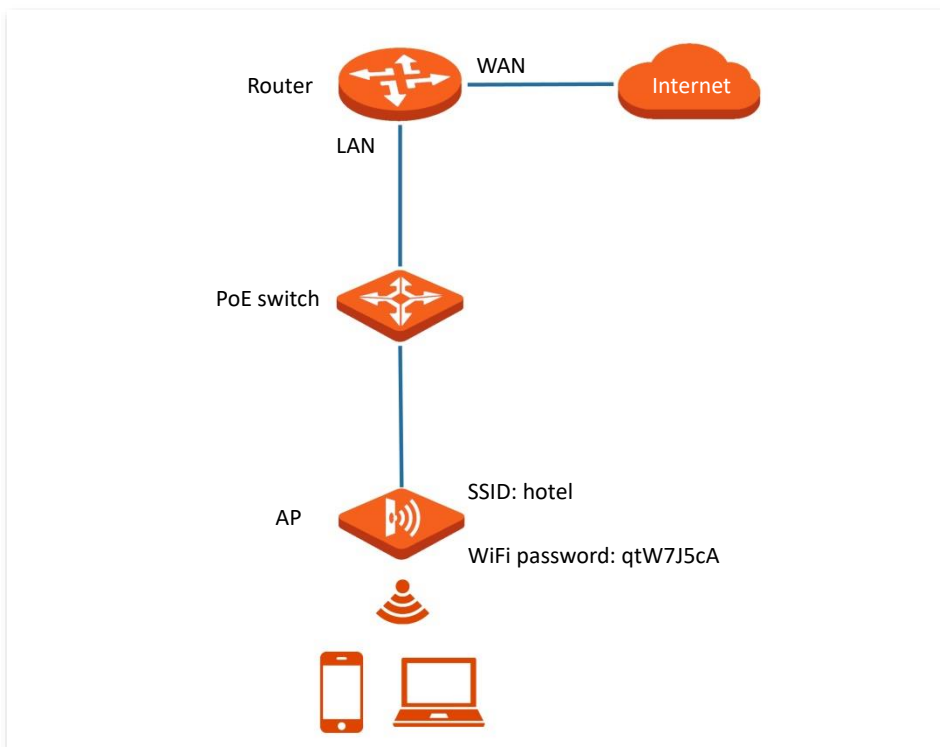 WAN
Router
Internet
LAN
PoE switch
SSID: hotel
AP
WiFi password: qtW7J5cA